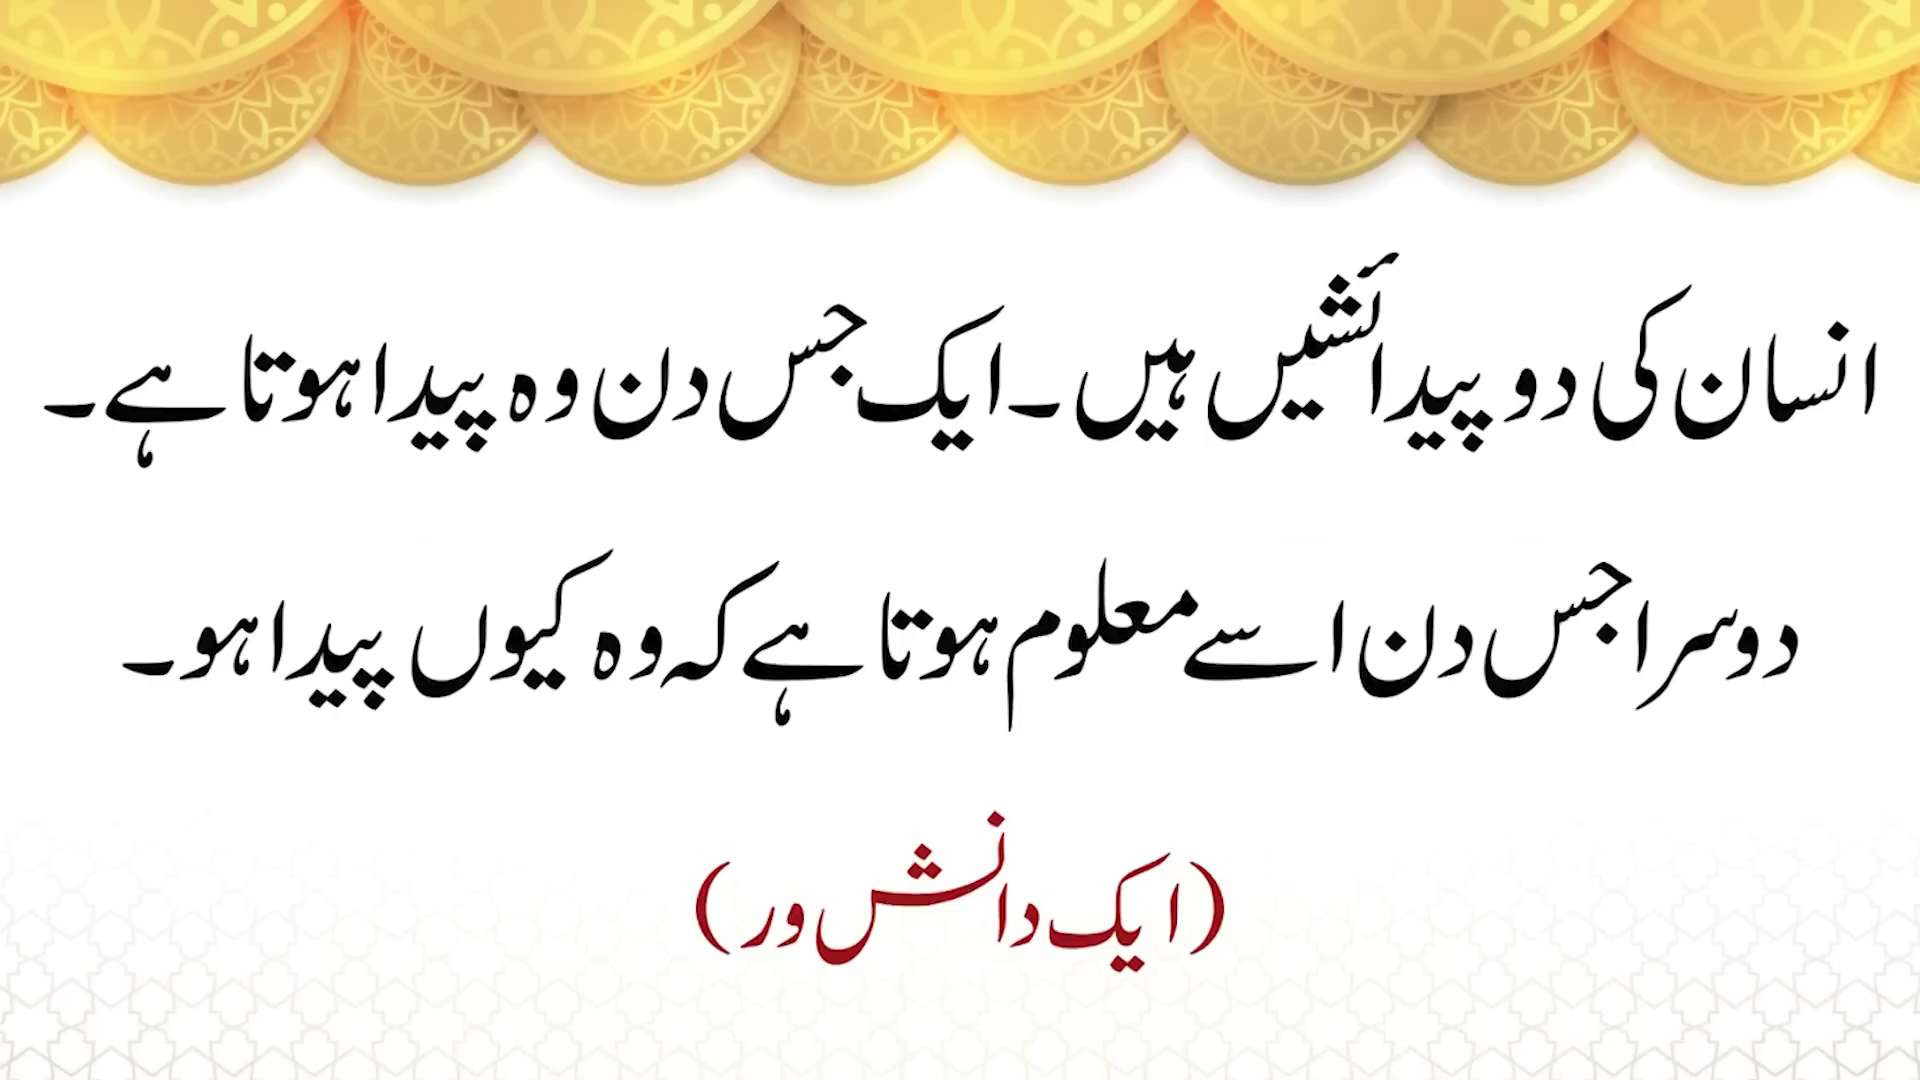 انسان کی دو پیدائشیں ہیں۔ ایک جس دن وہ پیدا ہوتا ہے۔
دوسرا جس دن اسے معلوم ہوتا ہے کہ وہ کیوں پیدا ہو۔
(ایک دانش ور)